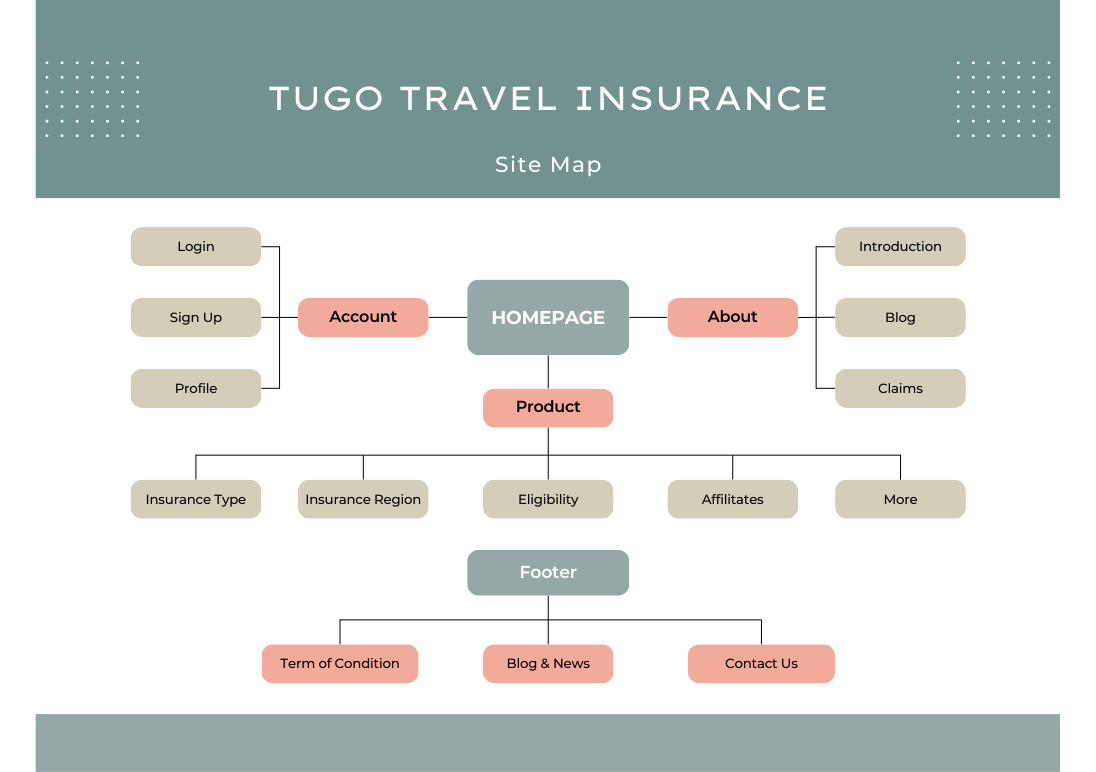 TUGO TRAVEL INSURANCE
Site Map
Login
Introduction
Account
HOMEPAGE
About
Sign Up
Blog
Profile
Claims
Product
Insurance Type
Insurance Region
Eligibility
Affilitates
More
Footer
Term of Condition
Blog & News
Contact Us